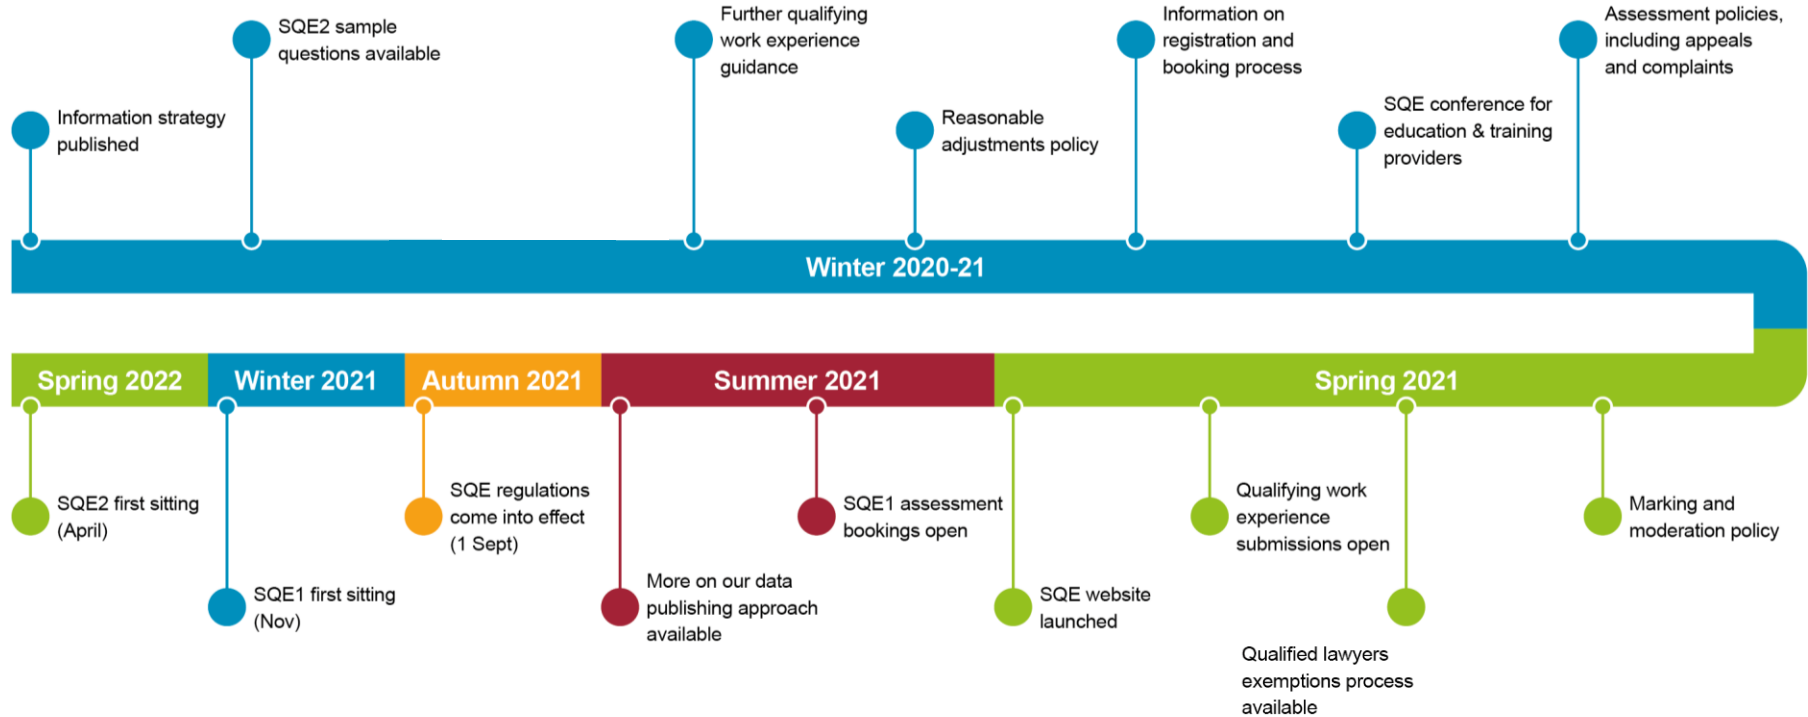 Information strategy
published
SQE2 sample
questions available
Further qualifying
work experience
guidance
Reasonable
adjustments policy
Information on
registration and
booking process
SQE conference for
education & training
providers
Assessment policies,
including appeals
and complaints
Winter 2020-21
Spring 2022
Winter 2021
Autumn 2021
Summer 2021
Spring 2021
SQE2 first sitting
(April)
SQE1 first sitting
(Nov)
SQE regulations
come into effect
(1 Sept)
More on our data
publishing approach
available
SQE1 assessment
bookings open
SQE website
launched
Qualifying work
experience
submissions open
Qualified lawyers
exemptions process
available
Marking and
moderation policy